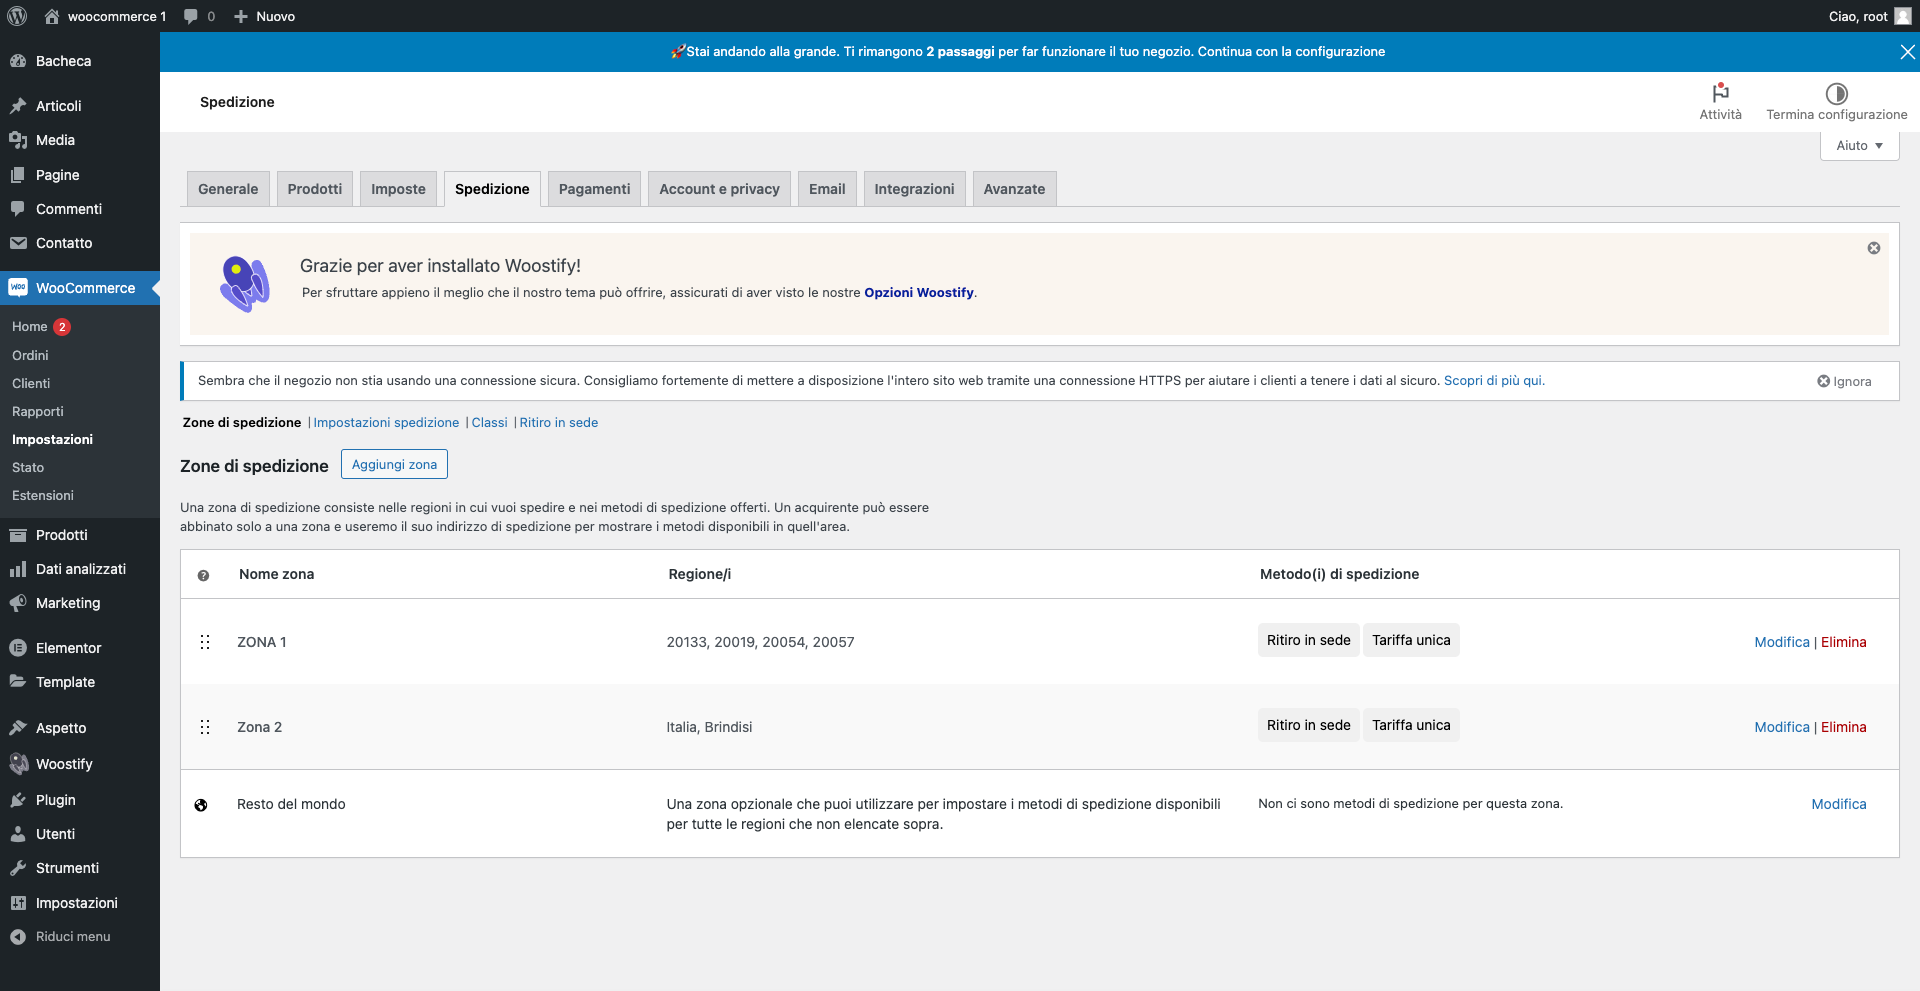 woocommerce 1
0
Nuovo
Ciao, root
Bacheca
Articoli
Media
Pagine
Commenti
Contatto
WooCommerce
Home 2
Ordini
Clienti
Rapporti
Impostazioni
Stato
Estensioni
Prodotti
Dati analizzati
Marketing
Elementor
Template
Aspetto
Woostify
Plugin
Utenti
Strumenti
Impostazioni
Riduci menu
🚀Stai andando alla grande. Ti rimangono 2 passaggi per far funzionare il tuo negozio. Continua con la configurazione
Spedizione
Attività
Termina configurazione
Aiuto
Generale
Prodotti
Imposte
Spedizione
Pagamenti
Account e privacy
Email
Integrazioni
Avanzate
Grazie per aver installato Woostify!
Per sfruttare appieno il meglio che il nostro tema può offrire, assicurati di aver visto le nostre Opzioni Woostify.
Sembra che il negozio non stia usando una connessione sicura. Consigliamo fortemente di mettere a disposizione l'intero sito web tramite una connessione HTTPS per aiutare i clienti a tenere i dati al sicuro. Scopri di più qui.
Ignora
Zone di spedizione | Impostazioni spedizione | Classi | Ritiro in sede
Zone di spedizione
Aggiungi zona
Una zona di spedizione consiste nelle regioni in cui vuoi spedire e nei metodi di spedizione offerti. Un acquirente può essere
abbinato solo a una zona e useremo il suo indirizzo di spedizione per mostrare i metodi disponibili in quell'area.
Nome zona
Regione/i
Metodo(i) di spedizione
ZONA 1
20133, 20019, 20054, 20057
Ritiro in sede
Tariffa unica
Modifica | Elimina
Zona 2
Italia, Brindisi
Ritiro in sede
Tariffa unica
Modifica | Elimina
Resto del mondo
Una zona opzionale che puoi utilizzare per impostare i metodi di spedizione disponibili
per tutte le regioni che non elencate sopra.
Non ci sono metodi di spedizione per questa zona.
Modifica